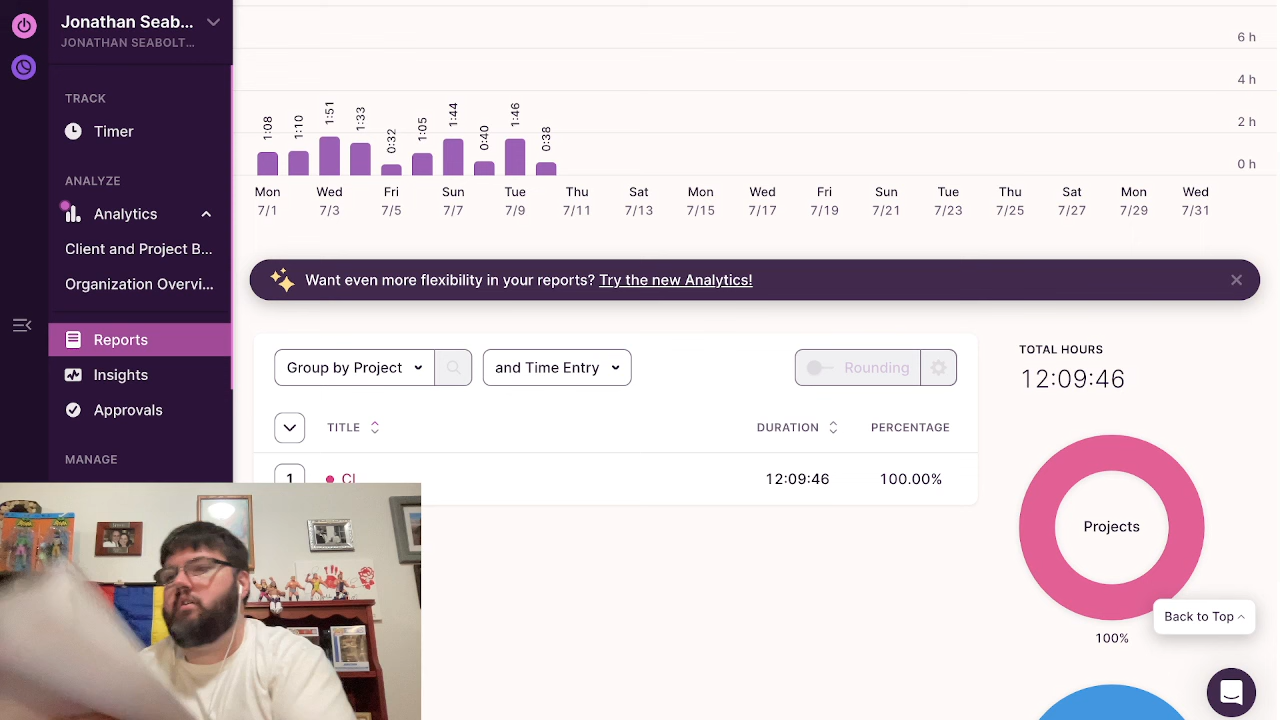 Jonathan Seab...
JONATHAN SEABOLT...
TRACK
Timer
ANALYZE
Analytics
Client and Project B...
Organization Overvi...
Reports
Insights
Approvals
MANAGE
6 h
4 h
2 h
0 h
1:08
1:10
1:51
1:33
0:32
1:05
1:44
0:40
1:46
0:38
Mon Wed Fri Sun Tue Thu Sat Mon Wed Fri Sun Tue Thu Sat Mon Wed
7/1 7/3 7/5 7/7 7/9 7/11 7/13 7/15 7/17 7/19 7/21 7/23 7/25 7/27 7/29 7/31
Want even more flexibility in your reports? Try the new Analytics!
Group by Project
and Time Entry
Rounding
TITLE DURATION PERCENTAGE
1 CI 12:09:46 100.00%
TOTAL HOURS
12:09:46
Projects
100%
Back to Top